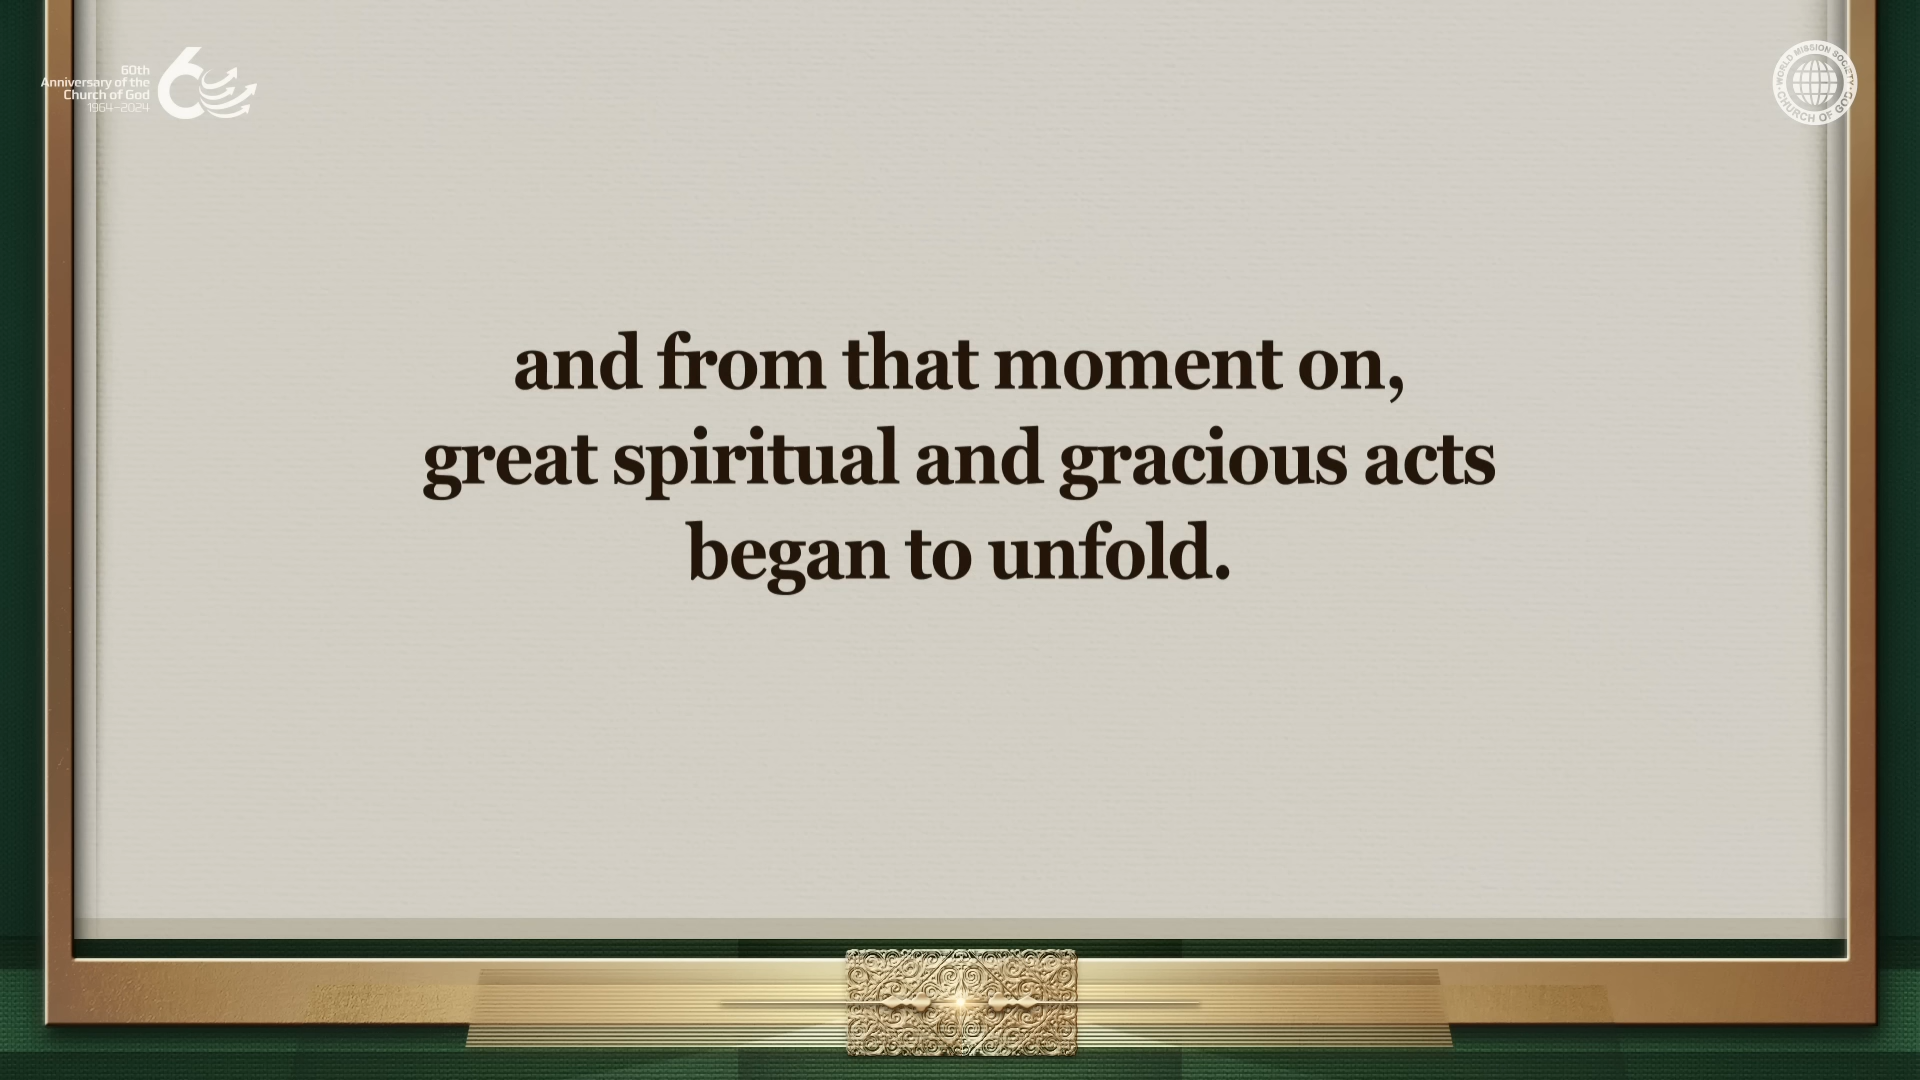 60th
Anniversary of the
Church of God
1964–2024
60
WORLD MISSION SOCIETY
CHURCH OF GOD
and from that moment on,
great spiritual and gracious acts
began to unfold.